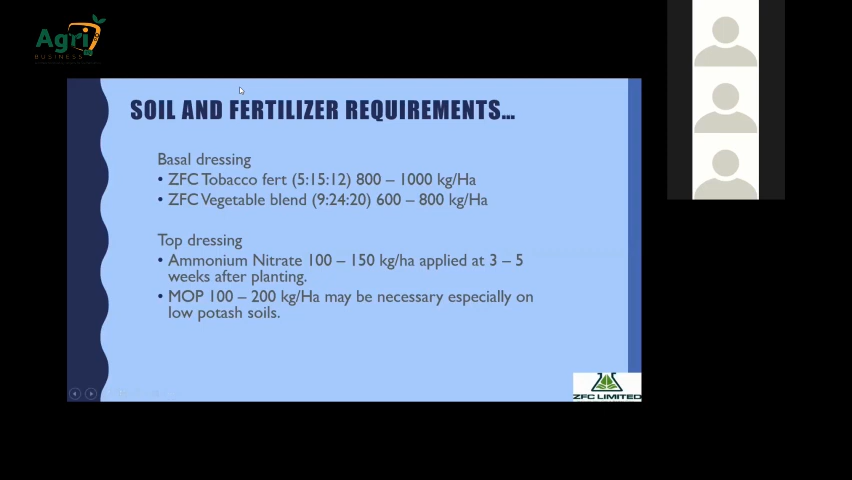 Agri
BUSINESS
SOIL AND FERTILIZER REQUIREMENTS...
Basal dressing
• ZFC Tobacco fert (5:15:12) 800 – 1000 kg/Ha
• ZFC Vegetable blend (9:24:20) 600 – 800 kg/Ha
Top dressing
• Ammonium Nitrate 100 – 150 kg/ha applied at 3 – 5
weeks after planting.
• MOP 100 – 200 kg/Ha may be necessary especially on
low potash soils.
ZFC LIMITED